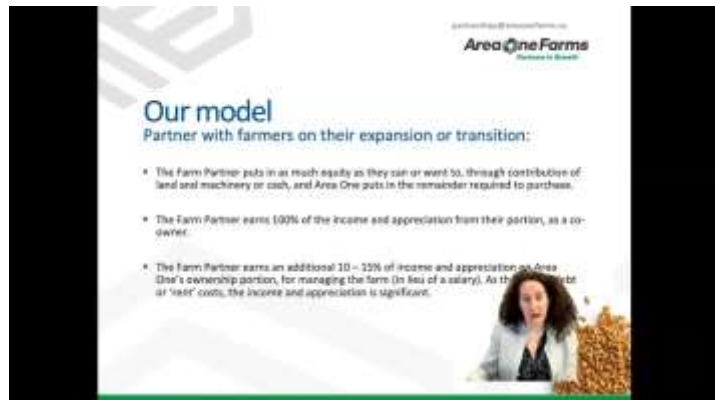 Area One Farms
Partners in Growth
Our model
Partner with farmers on their expansion or transition:
• The Farm Partner puts in as much equity as they can or want to, through contribution of
land and machinery or cash, and Area One puts in the remainder required to purchase.
• The Farm Partner earns 100% of the income and appreciation from their portion, as a co-
owner.
• The Farm Partner earns an additional 10 – 15% of income and appreciation on Area
One's ownership portion, for managing the farm (in lieu of a salary). As th debt
or 'rent' costs, the income and appreciation is significant.